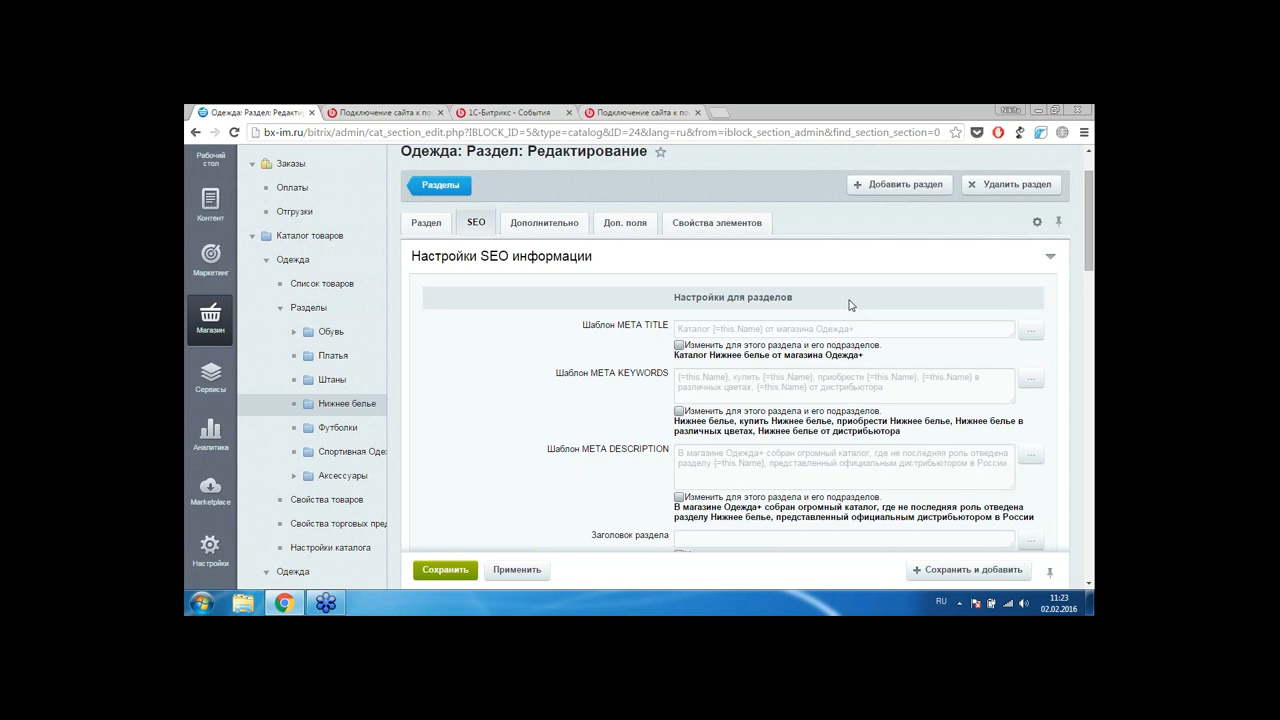 Одежда: Раздел: Редакти
Подключение сайта к по
1С-Битрикс - События
Подключение сайта к по
Nikita
bx-im.ru/bitrix/admin/cat_section_edit.php?IBLOCK_ID=5&type=catalog&ID=24&lang=ru&from=iblock_section_admin&find_section_section=0
Рабочий
стол
Контент
Маркетинг
Магазин
Сервисы
Аналитика
Marketplace
Настройки
Заказы
Оплаты
Отгрузки
Каталог товаров
Одежда
Список товаров
Разделы
Обувь
Платья
Штаны
Нижнее белье
Футболки
Спортивная Оде
Аксессуары
Свойства товаров
Свойства торговых пред
Настройки каталога
Одежда
Одежда: Раздел: Редактирование
Разделы
Добавить раздел
Удалить раздел
Раздел SEO Дополнительно Доп. поля Свойства элементов
Настройки SEO информации
Настройки для разделов
Шаблон META TITLE
Каталог {=this.Name} от магазина Одежда+
...
Изменить для этого раздела и его подразделов.
Каталог Нижнее белье от магазина Одежда+
Шаблон META KEYWORDS
{=this.Name}, купить {=this.Name}, приобрести {=this.Name}, {=this.Name} в
различных цветах, {=this.Name} от дистрибьютора
...
Изменить для этого раздела и его подразделов.
Нижнее белье, купить Нижнее белье, приобрести Нижнее белье, Нижнее белье в
различных цветах, Нижнее белье от дистрибьютора
Шаблон META DESCRIPTION
В магазине Одежда+ собран огромный каталог, где не последняя роль отведена
разделу {=this.Name}, представленный официальным дистрибьютором в России
...
Изменить для этого раздела и его подразделов.
В магазине Одежда+ собран огромный каталог, где не последняя роль отведена
разделу Нижнее белье, представленный официальным дистрибьютором в России
Заголовок раздела
...
Сохранить
Применить
Сохранить и добавить
RU
11:23
02.02.2016